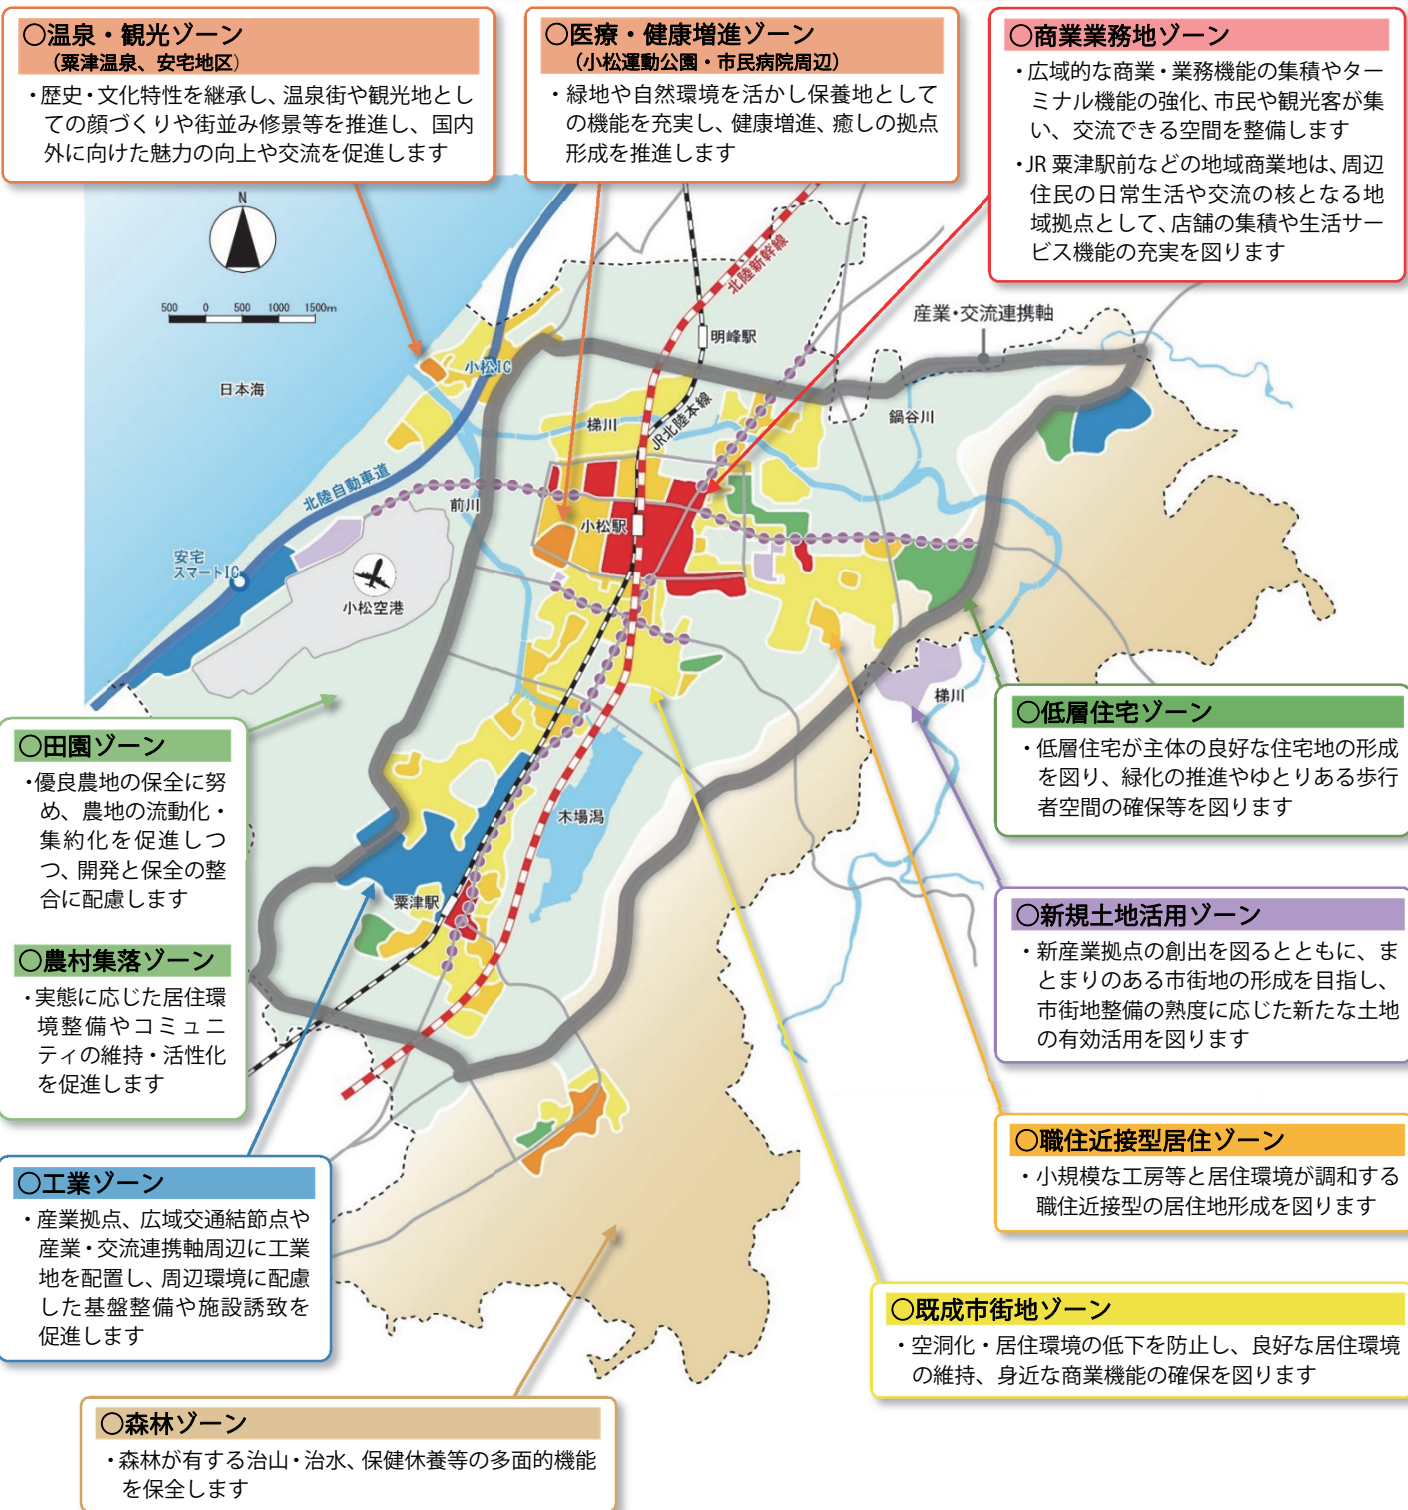 ○温泉・観光ゾーン
（粟津温泉、安宅地区）
・歴史・文化特性を継承し、温泉街や観光地とし
ての顔づくりや街並み修景等を推進し、国内
外に向けた魅力の向上や交流を促進します
○医療・健康増進ゾーン
（小松運動公園・市民病院周辺）
・緑地や自然環境を活かし保養地として
の機能を充実し、健康増進、癒しの拠点
形成を推進します
○商業業務地ゾーン
・広域的な商業・業務機能の集積やター
ミナル機能の強化、市民や観光客が集
い、交流できる空間を整備します
・JR 粟津駅前などの地域商業地は、周辺
住民の日常生活や交流の核となる地
域拠点として、店舗の集積や生活サー
ビス機能の充実を図ります
N
500 0 500 1000 1500m
北陸新幹線
産業・交流連携軸
明峰駅
小松IC
日本海
JR北陸本線
梯川
鍋谷川
北陸自動車道
前川
小松駅
安宅
スマートIC
小松空港
梯川
木場潟
粟津駅
○田園ゾーン
・優良農地の保全に努
め、農地の流動化・
集約化を促進しつ
つ、開発と保全の整
合に配慮します
○農村集落ゾーン
・実態に応じた居住環
境整備やコミュニ
ティの維持・活性化
を促進します
○低層住宅ゾーン
・低層住宅が主体の良好な住宅地の形成
を図り、緑化の推進やゆとりある歩行
者空間の確保等を図ります
○新規土地活用ゾーン
・新産業拠点の創出を図るとともに、ま
とまりのある市街地の形成を目指し、
市街地整備の熟度に応じた新たな土地
の有効活用を図ります
○職住近接型居住ゾーン
・小規模な工房等と居住環境が調和する
職住近接型の居住地形成を図ります
○工業ゾーン
・産業拠点、広域交通結節点や
産業・交流連携軸周辺に工業
地を配置し、周辺環境に配慮
した基盤整備や施設誘致を
促進します
○既成市街地ゾーン
・空洞化・居住環境の低下を防止し、良好な居住環境
の維持、身近な商業機能の確保を図ります
○森林ゾーン
・森林が有する治山・治水、保健休養等の多面的機能
を保全します